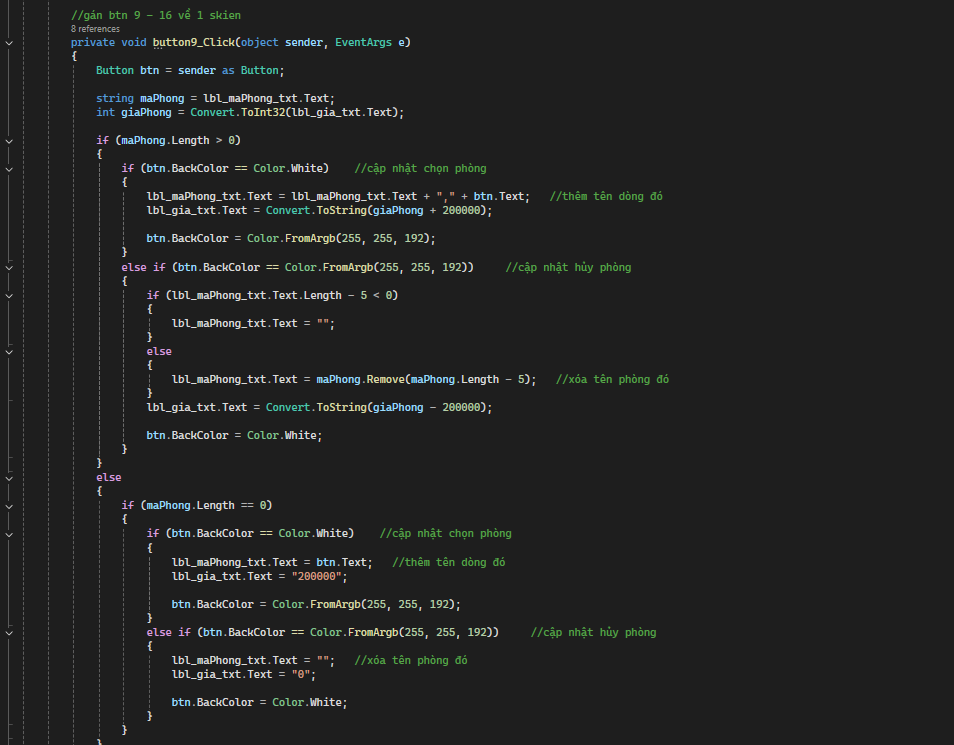 //gán btn 9 - 16 về 1 skien
8 references
private void button9_Click(object sender, EventArgs e)
{
Button btn = sender as Button;
string maPhong = lbl_maPhong_txt.Text;
int giaPhong = Convert.ToInt32(lbl_gia_txt.Text);
if (maPhong.Length > 0)
{
if (btn.BackColor == Color.White) //cập nhật chọn phòng
{
lbl_maPhong_txt.Text = lbl_maPhong_txt.Text + "," + btn.Text; //thêm tên dòng đó
lbl_gia_txt.Text = Convert.ToString(giaPhong + 200000);
btn.BackColor = Color.FromArgb(255, 255, 192);
}
else if (btn.BackColor == Color.FromArgb(255, 255, 192)) //cập nhật hủy phòng
{
if (lbl_maPhong_txt.Text.Length - 5 < 0)
{
lbl_maPhong_txt.Text = "";
}
else
{
lbl_maPhong_txt.Text = maPhong.Remove(maPhong.Length - 5); //xóa tên phòng đó
}
lbl_gia_txt.Text = Convert.ToString(giaPhong - 200000);
btn.BackColor = Color.White;
}
}
else
{
if (maPhong.Length == 0)
{
if (btn.BackColor == Color.White) //cập nhật chọn phòng
{
lbl_maPhong_txt.Text = btn.Text; //thêm tên dòng đó
lbl_gia_txt.Text = "200000";
btn.BackColor = Color.FromArgb(255, 255, 192);
}
else if (btn.BackColor == Color.FromArgb(255, 255, 192)) //cập nhật hủy phòng
{
lbl_maPhong_txt.Text = ""; //xóa tên phòng đó
lbl_gia_txt.Text = "0";
btn.BackColor = Color.White;
}
}
}